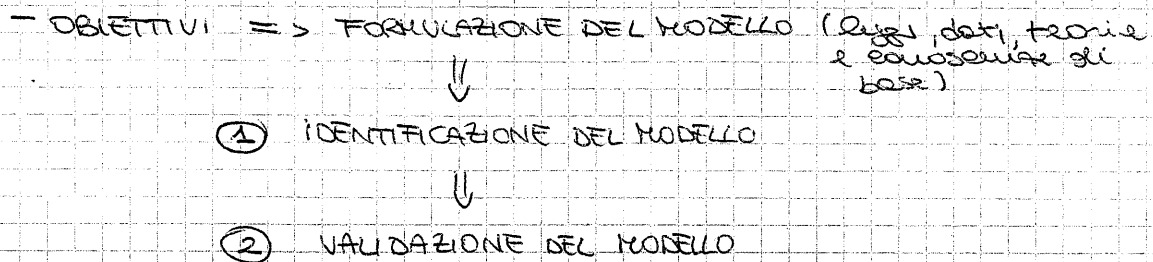 - OBIETTIVI => FORMULAZIONE DEL MODELLO (leggi, dati, teorie
e conoscenze di
base)
⇓
① IDENTIFICAZIONE DEL MODELLO
⇓
② VALIDAZIONE DEL MODELLO